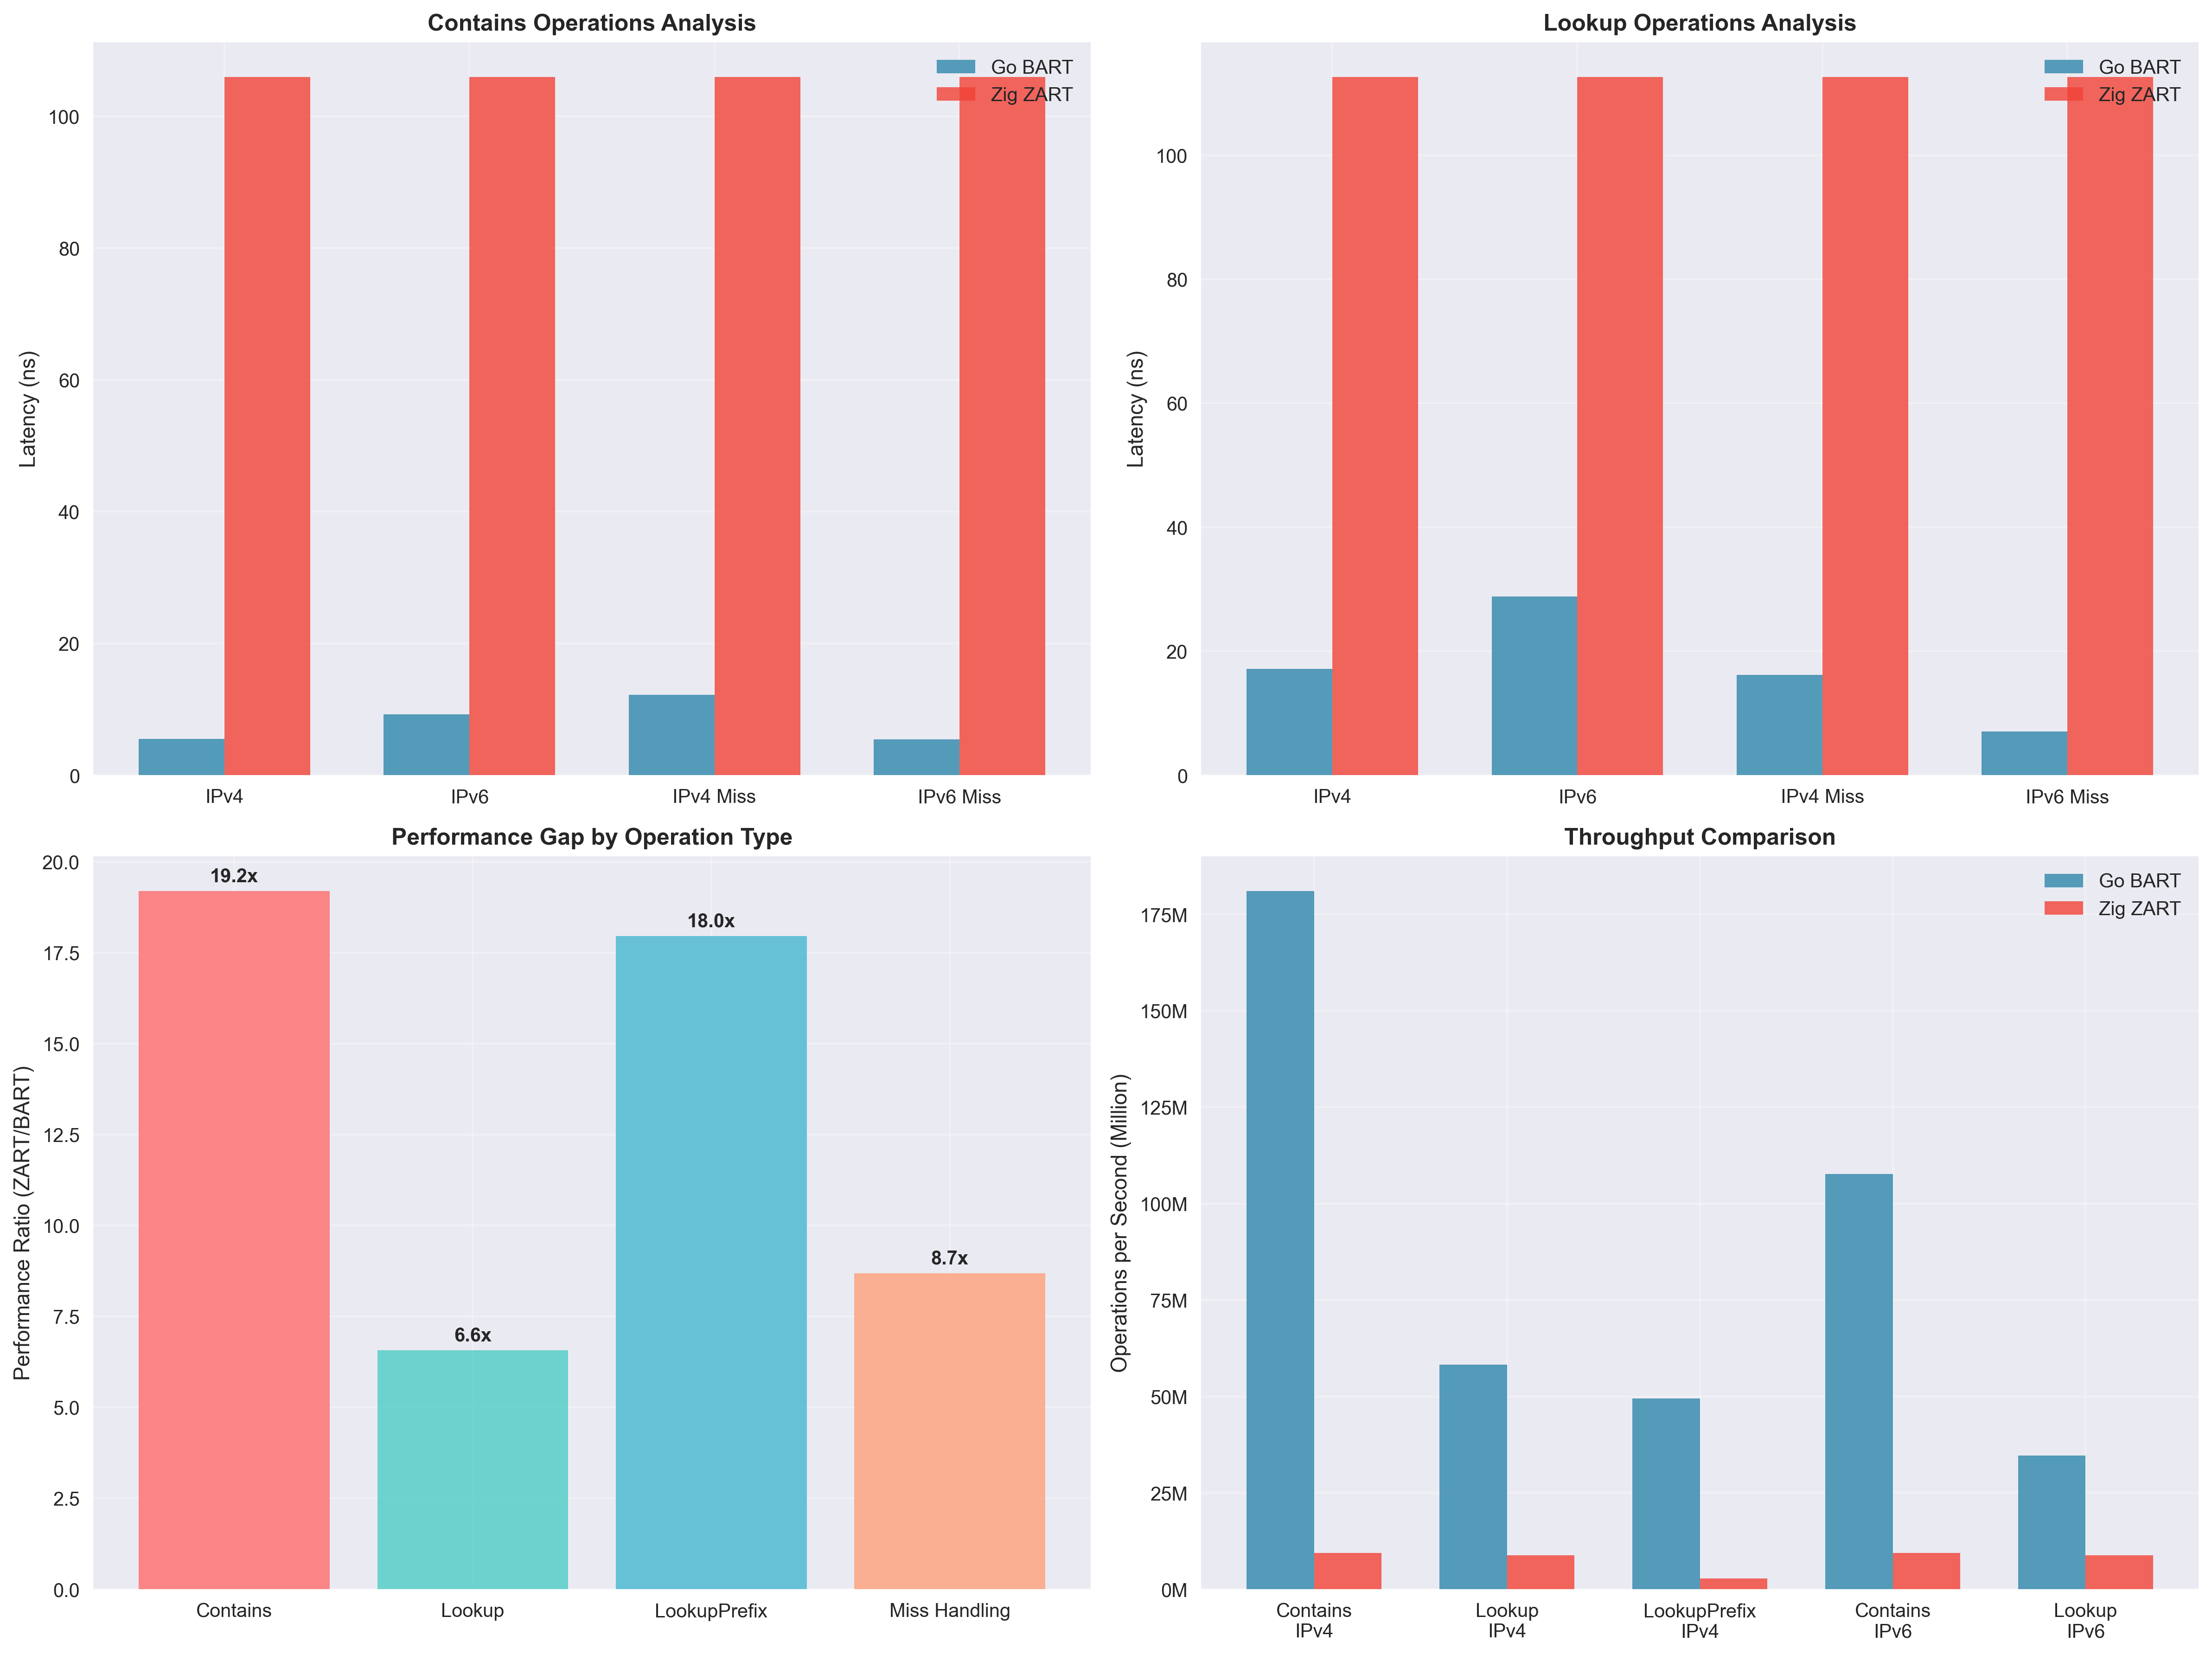 Contains Operations Analysis
Go BART
Zig ZART
Latency (ns)
100
80
60
40
20
0
IPv4
IPv6
IPv4 Miss
IPv6 Miss
Lookup Operations Analysis
Go BART
Zig ZART
Latency (ns)
100
80
60
40
20
0
IPv4
IPv6
IPv4 Miss
IPv6 Miss
Performance Gap by Operation Type
Performance Ratio (ZART/BART)
20.0
17.5
15.0
12.5
10.0
7.5
5.0
2.5
0.0
19.2x
6.6x
18.0x
8.7x
Contains
Lookup
LookupPrefix
Miss Handling
Throughput Comparison
Go BART
Zig ZART
Operations per Second (Million)
175M
150M
125M
100M
75M
50M
25M
0M
Contains
IPv4
Lookup
IPv4
LookupPrefix
IPv4
Contains
IPv6
Lookup
IPv6